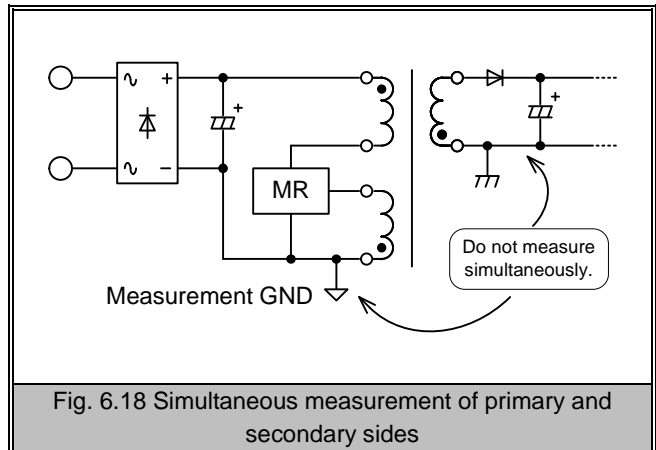 ∿ +
+
+
∿ −
MR
Do not measure
simultaneously.
Measurement GND
Fig. 6.18 Simultaneous measurement of primary and
secondary sides